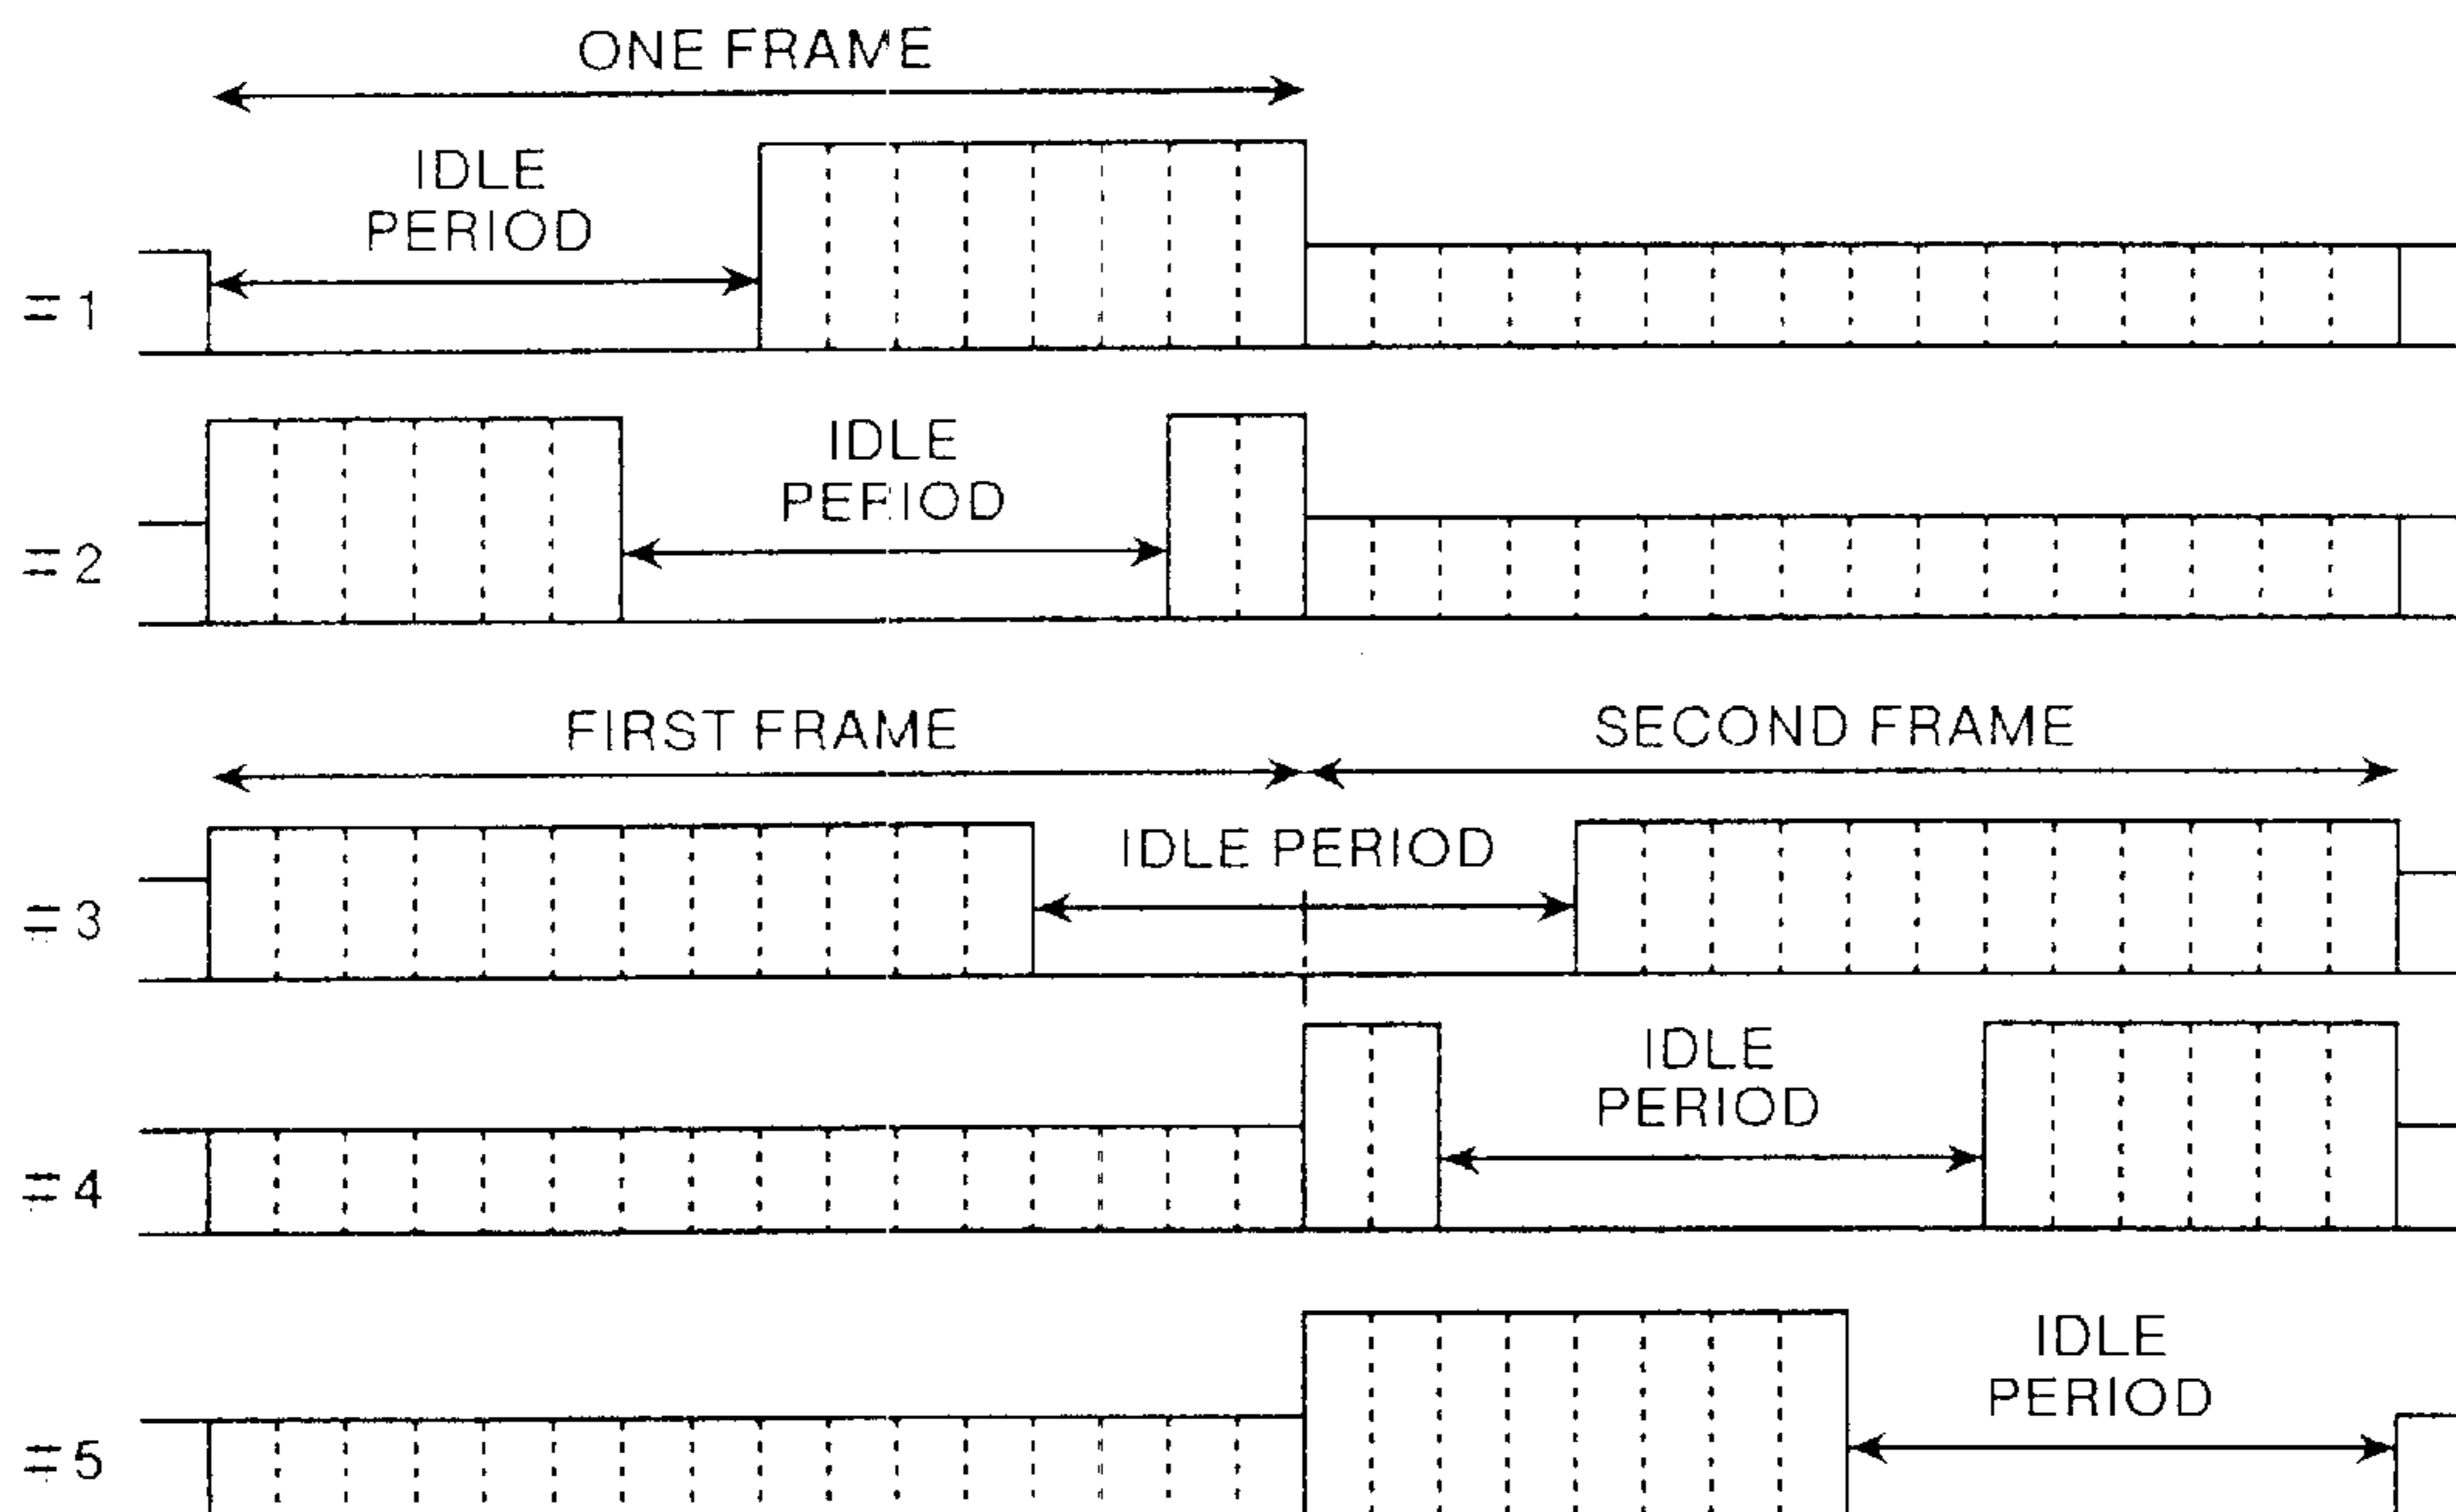 ONE FRAME
IDLE
PERIOD
#1
IDLE
PERIOD
#2
FIRST FRAME
SECOND FRAME
IDLE PERIOD
#3
IDLE
PERIOD
#4
IDLE
PERIOD
#5